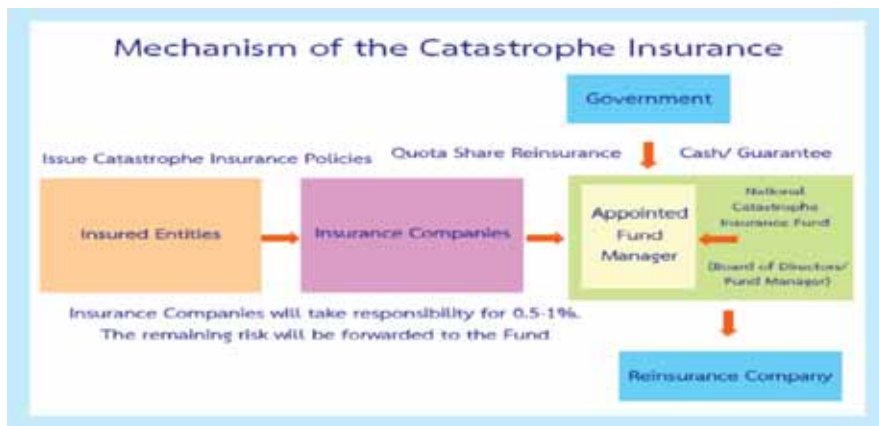 Mechanism of the Catastrophe Insurance
Government
Issue Catastrophe Insurance Policies
Quota Share Reinsurance
Cash/ Guarantee
Insured Entities
Insurance Companies
Appointed
Fund
Manager
National
Catastrophe
Insurance Fund
(Board of Directors/
Fund Manager)
Insurance Companies will take responsibility for 0.5-1%.
The remaining risk will be forwarded to the Fund
Reinsurance Company